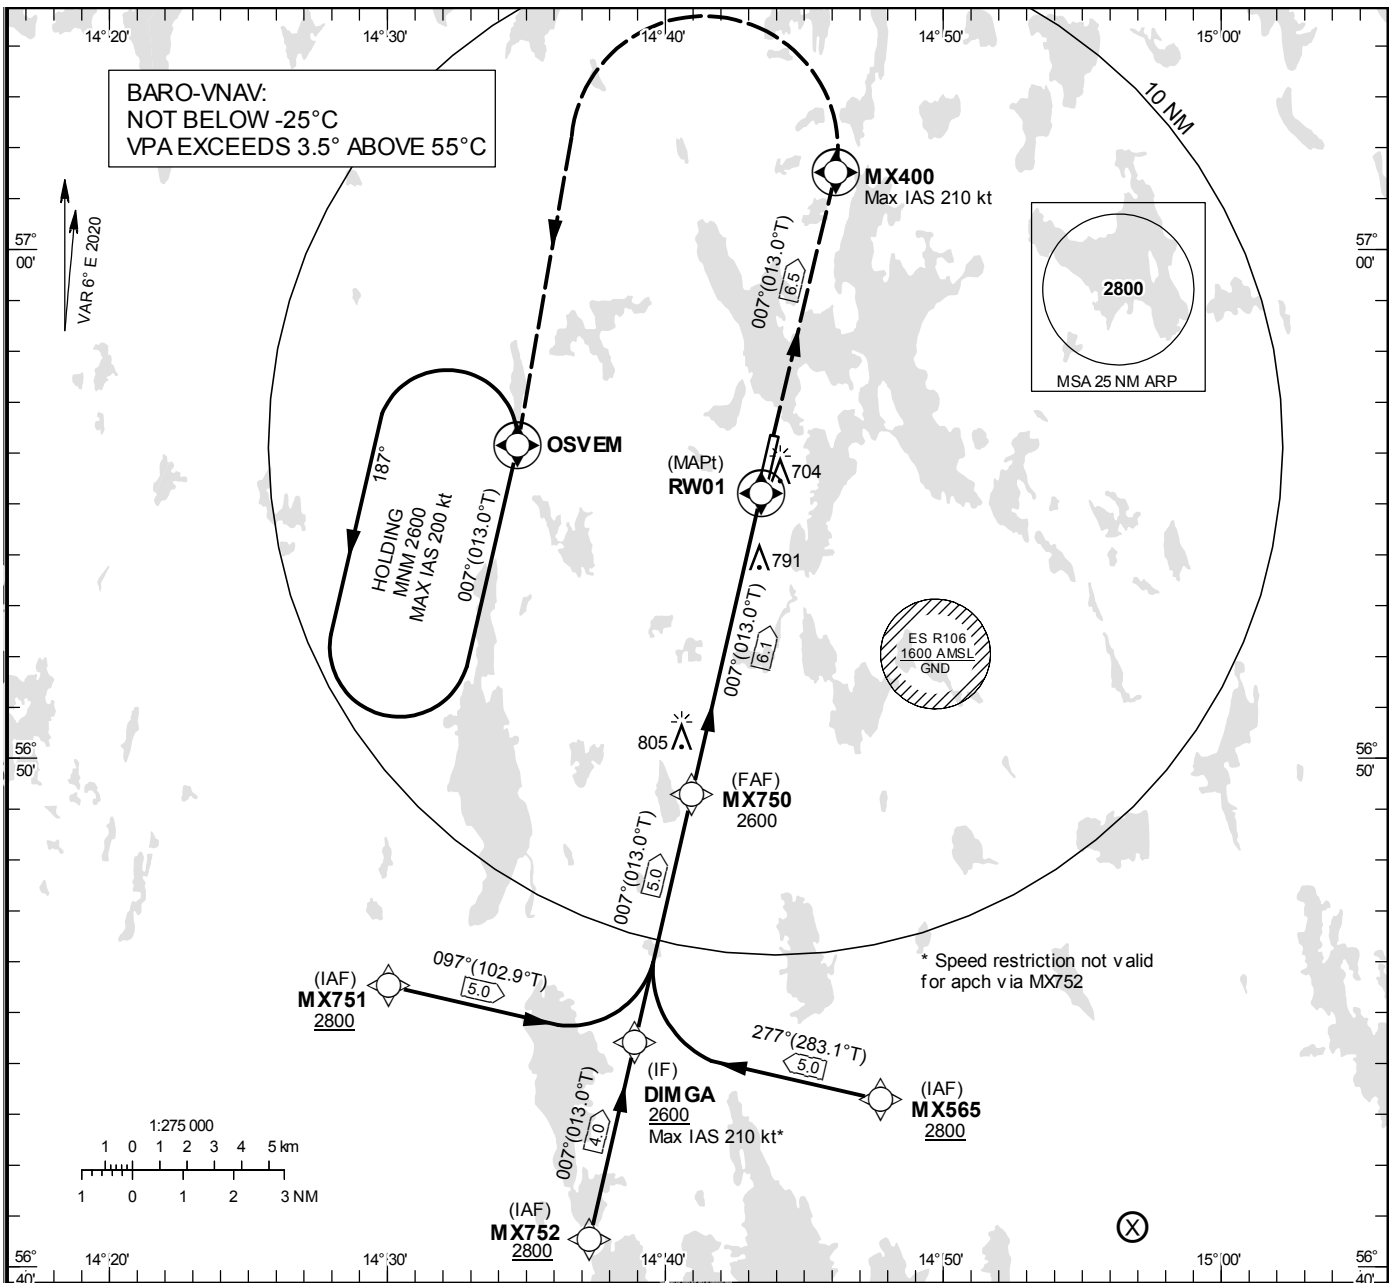 14°20'
14°30'
14°40'
14°50'
15°00'
BARO-VNAV:
NOT BELOW -25°C
VPA EXCEEDS 3.5° ABOVE 55°C
10 NM
MX400
Max IAS 210 kt
VAR 6° E 2020
57°
00'
57°
00'
007°(013.0°T)
6.5
2800
MSA 25 NM ARP
OSVEM
187°
HOLDING
MNM 2600
MAX IAS 200 kt
007°(013.0°T)
(MAPt)
RW01
704
791
007°(013.0°T)
6.1
ES R106
1600 AMSL
GND
805
56°
50'
56°
50'
(FAF)
MX750
2600
007°(013.0°T)
5.0
* Speed restriction not valid
for apch via MX752
(IAF)
MX751
2800
097°(102.9°T)
5.0
277°(283.1°T)
5.0
(IF)
DIMGA
2600
Max IAS 210 kt*
(IAF)
MX565
2800
007°(013.0°T)
4.0
1:275 000
1 0 1 2 3 4 5 km
1 0 1 2 3 NM
(IAF)
MX752
2800
X
56°
40'
14°20'
14°30'
14°40'
14°50'
15°00'
56°
40'